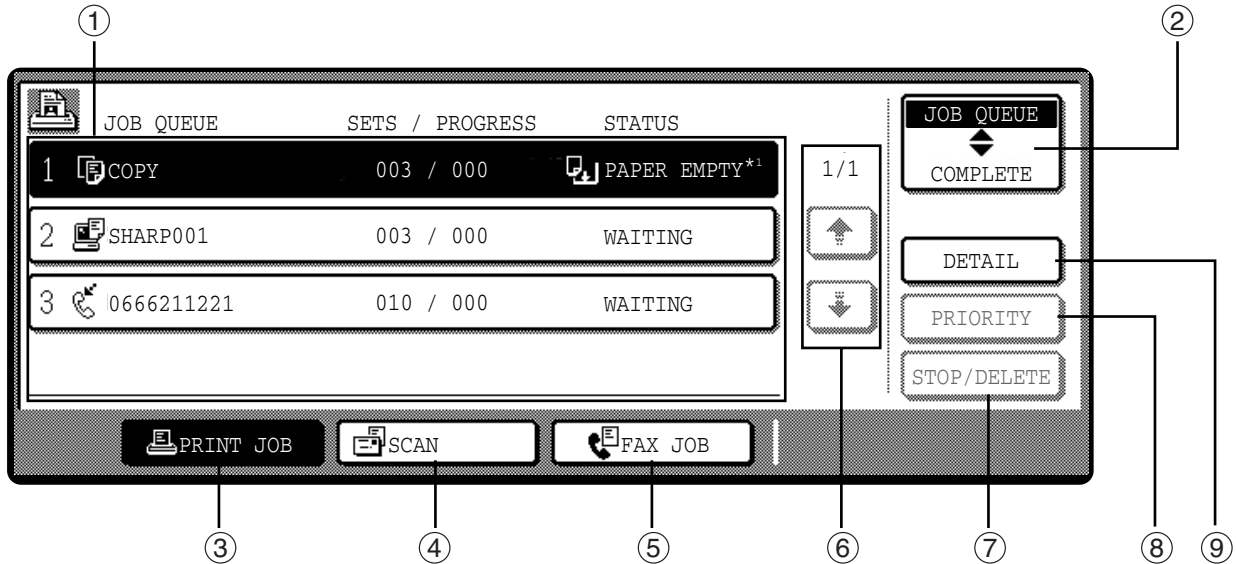 ① ②
JOB QUEUE SETS / PROGRESS STATUS
JOB QUEUE
COMPLETE
1 COPY 003 / 000 PAPER EMPTY*1
1/1
2 SHARP001 003 / 000 WAITING
DETAIL
3 0666211221 010 / 000 WAITING
PRIORITY
STOP/DELETE
PRINT JOB SCAN FAX JOB
③ ④ ⑤ ⑥ ⑦ ⑧ ⑨